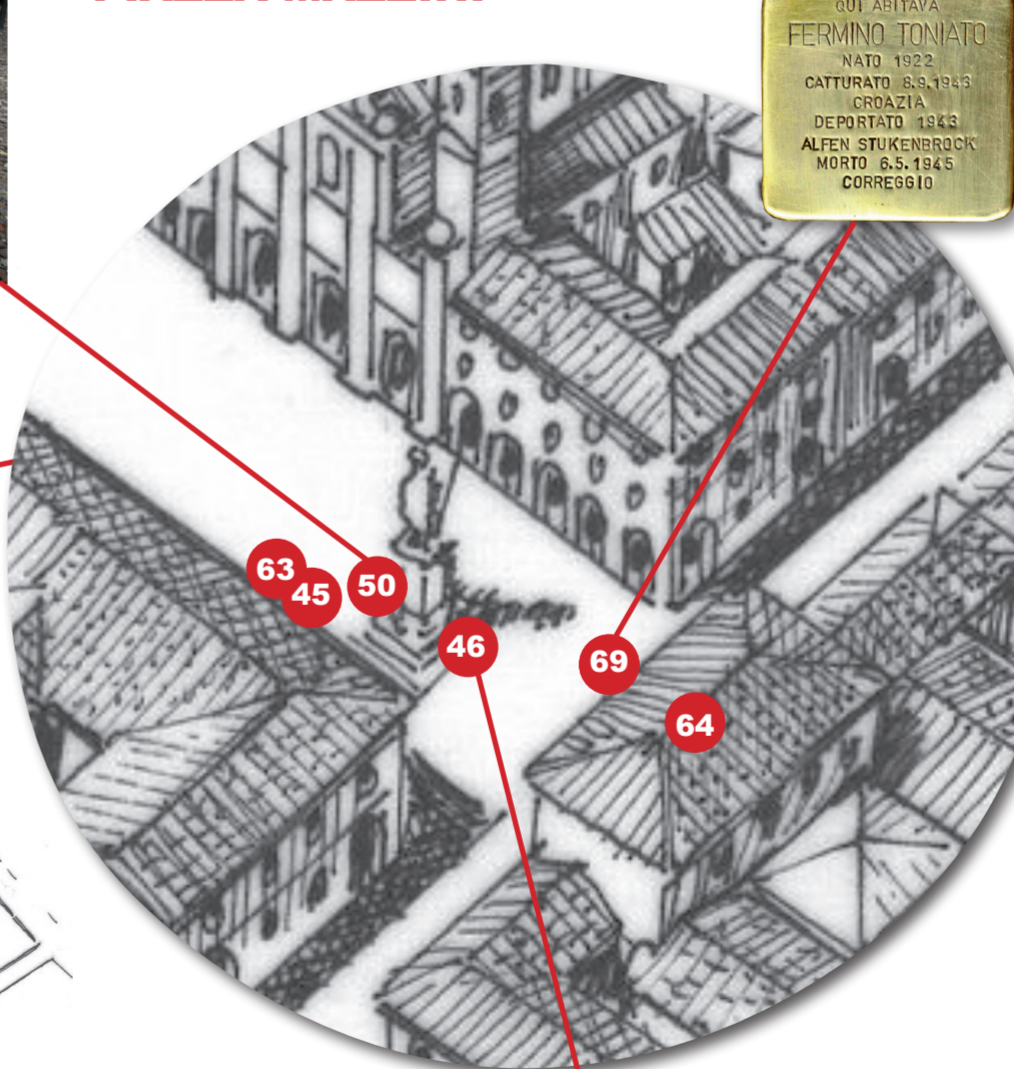 QUI ABITAVA
FERMINO TONIATO
NATO 1922
CATTURATO 8.9.1943
CROAZIA
DEPORTATO 1943
ALFEN STUKENBROCK
MORTO 6.5.1945
CORREGGIO
63
45
50
46
69
64